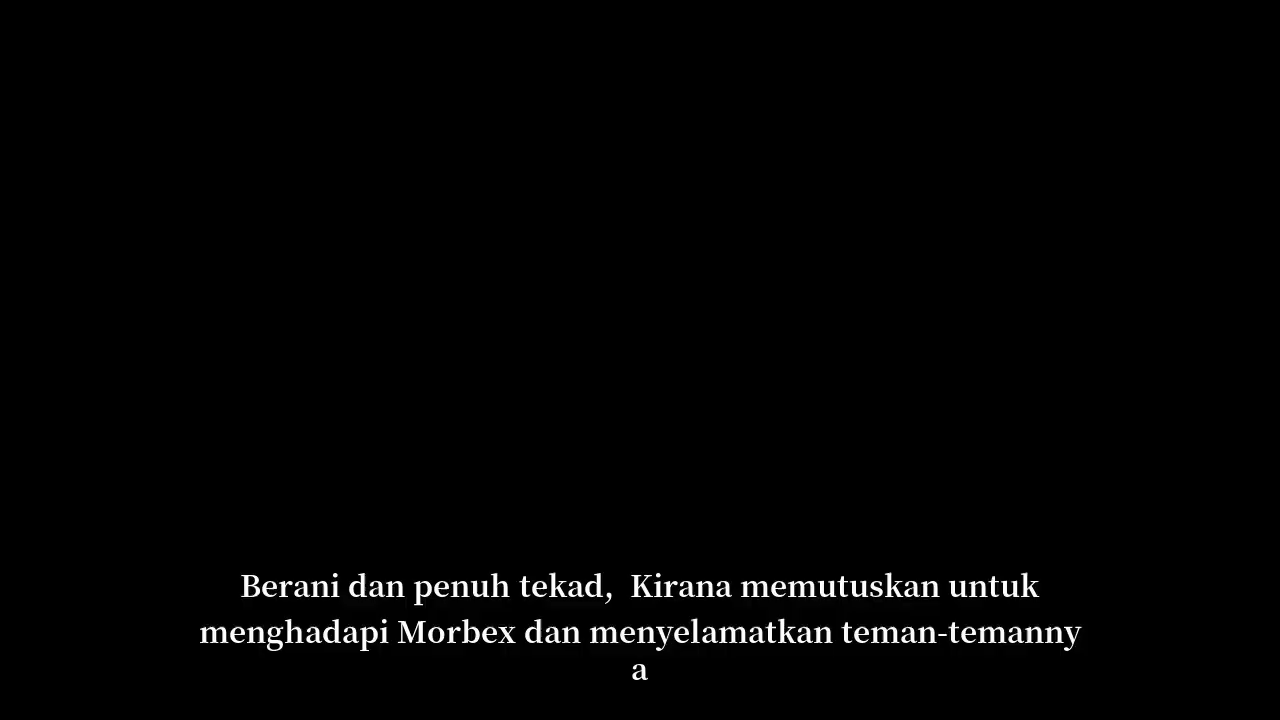 Berani dan penuh tekad, Kirana memutuskan untuk
menghadapi Morbex dan menyelamatkan teman-temanny
a